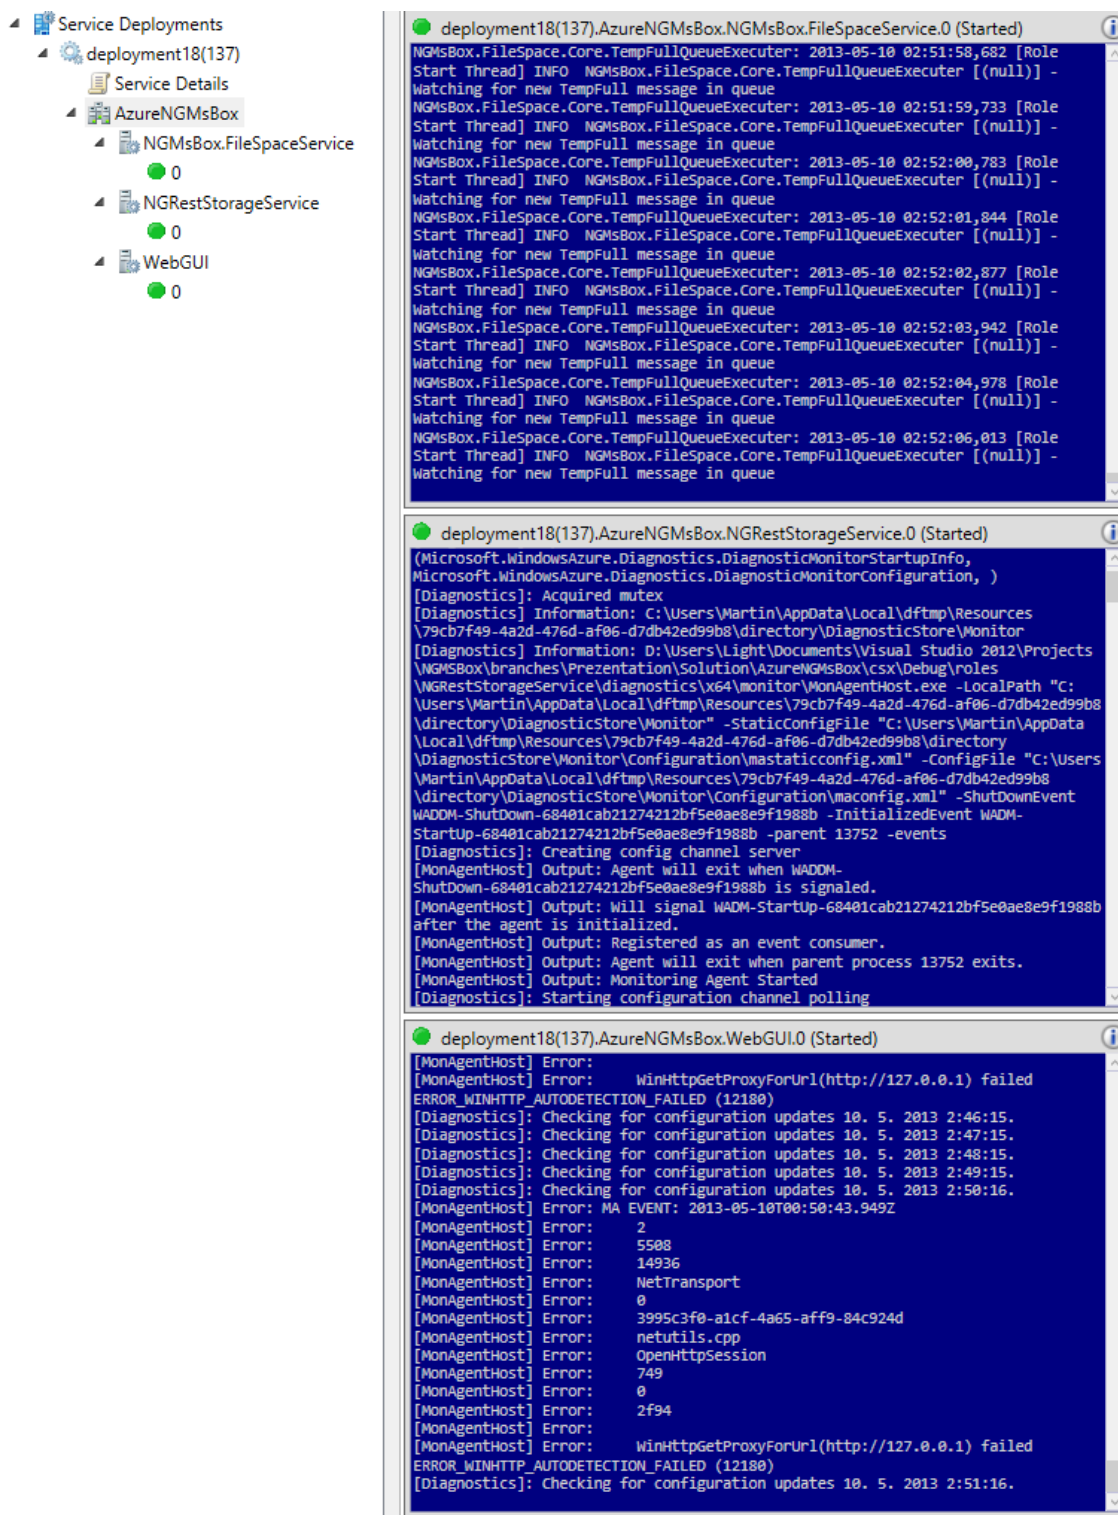 Service Deployments
deployment18(137)
Service Details
AzureNGMsBox
NGMsBox.FileSpaceService
0
NGRestStorageService
0
WebGUI
0
deployment18(137).AzureNGMsBox.NGMsBox.FileSpaceService.0 (Started)
NGMsBox.FileSpace.Core.TempFullQueueExecuter: 2013-05-10 02:51:58,682 [Role
Start Thread] INFO  NGMsBox.FileSpace.Core.TempFullQueueExecuter [(null)] -
Watching for new TempFull message in queue
NGMsBox.FileSpace.Core.TempFullQueueExecuter: 2013-05-10 02:51:59,733 [Role
Start Thread] INFO  NGMsBox.FileSpace.Core.TempFullQueueExecuter [(null)] -
Watching for new TempFull message in queue
NGMsBox.FileSpace.Core.TempFullQueueExecuter: 2013-05-10 02:52:00,783 [Role
Start Thread] INFO  NGMsBox.FileSpace.Core.TempFullQueueExecuter [(null)] -
Watching for new TempFull message in queue
NGMsBox.FileSpace.Core.TempFullQueueExecuter: 2013-05-10 02:52:01,844 [Role
Start Thread] INFO  NGMsBox.FileSpace.Core.TempFullQueueExecuter [(null)] -
Watching for new TempFull message in queue
NGMsBox.FileSpace.Core.TempFullQueueExecuter: 2013-05-10 02:52:02,877 [Role
Start Thread] INFO  NGMsBox.FileSpace.Core.TempFullQueueExecuter [(null)] -
Watching for new TempFull message in queue
NGMsBox.FileSpace.Core.TempFullQueueExecuter: 2013-05-10 02:52:03,942 [Role
Start Thread] INFO  NGMsBox.FileSpace.Core.TempFullQueueExecuter [(null)] -
Watching for new TempFull message in queue
NGMsBox.FileSpace.Core.TempFullQueueExecuter: 2013-05-10 02:52:04,978 [Role
Start Thread] INFO  NGMsBox.FileSpace.Core.TempFullQueueExecuter [(null)] -
Watching for new TempFull message in queue
NGMsBox.FileSpace.Core.TempFullQueueExecuter: 2013-05-10 02:52:06,013 [Role
Start Thread] INFO  NGMsBox.FileSpace.Core.TempFullQueueExecuter [(null)] -
Watching for new TempFull message in queue
deployment18(137).AzureNGMsBox.NGRestStorageService.0 (Started)
(Microsoft.WindowsAzure.Diagnostics.DiagnosticMonitorStartupInfo,
Microsoft.WindowsAzure.Diagnostics.DiagnosticMonitorConfiguration, )
[Diagnostics]: Acquired mutex
[Diagnostics] Information: C:\Users\Martin\AppData\Local\dftmp\Resources
\79cb7f49-4a2d-476d-af06-d7db42ed99b8\directory\DiagnosticStore\Monitor
[Diagnostics] Information: D:\Users\Light\Documents\Visual Studio 2012\Projects
\NGMSBox\branches\Prezentation\Solution\AzureNGMsBox\csx\Debug\roles
\NGRestStorageService\diagnostics\x64\monitor\MonAgentHost.exe -LocalPath "C:
\Users\Martin\AppData\Local\dftmp\Resources\79cb7f49-4a2d-476d-af06-d7db42ed99b8
\directory\DiagnosticStore\Monitor" -StaticConfigFile "C:\Users\Martin\AppData
\Local\dftmp\Resources\79cb7f49-4a2d-476d-af06-d7db42ed99b8\directory
\DiagnosticStore\Monitor\Configuration\mastaticconfig.xml" -ConfigFile "C:\Users
\Martin\AppData\Local\dftmp\Resources\79cb7f49-4a2d-476d-af06-d7db42ed99b8
\directory\DiagnosticStore\Monitor\Configuration\maconfig.xml" -ShutDownEvent
WADDM-ShutDown-68401cab21274212bf5e0ae8e9f1988b -InitializedEvent WADM-
StartUp-68401cab21274212bf5e0ae8e9f1988b -parent 13752 -events
[Diagnostics]: Creating config channel server
[MonAgentHost] Output: Agent will exit when WADDM-
ShutDown-68401cab21274212bf5e0ae8e9f1988b is signaled.
[MonAgentHost] Output: Will signal WADM-StartUp-68401cab21274212bf5e0ae8e9f1988b
after the agent is initialized.
[MonAgentHost] Output: Registered as an event consumer.
[MonAgentHost] Output: Agent will exit when parent process 13752 exits.
[MonAgentHost] Output: Monitoring Agent Started
[Diagnostics]: Starting configuration channel polling
deployment18(137).AzureNGMsBox.WebGUI.0 (Started)
[MonAgentHost] Error:
[MonAgentHost] Error:     WinHttpGetProxyForUrl(http://127.0.0.1) failed
ERROR_WINHTTP_AUTODETECTION_FAILED (12180)
[Diagnostics]: Checking for configuration updates 10. 5. 2013 2:46:15.
[Diagnostics]: Checking for configuration updates 10. 5. 2013 2:47:15.
[Diagnostics]: Checking for configuration updates 10. 5. 2013 2:48:15.
[Diagnostics]: Checking for configuration updates 10. 5. 2013 2:49:15.
[Diagnostics]: Checking for configuration updates 10. 5. 2013 2:50:16.
[MonAgentHost] Error: MA EVENT: 2013-05-10T00:50:43.949Z
[MonAgentHost] Error:     2
[MonAgentHost] Error:     5508
[MonAgentHost] Error:     14936
[MonAgentHost] Error:     NetTransport
[MonAgentHost] Error:     0
[MonAgentHost] Error:     3995c3f0-a1cf-4a65-aff9-84c924d
[MonAgentHost] Error:     netutils.cpp
[MonAgentHost] Error:     OpenHttpSession
[MonAgentHost] Error:     749
[MonAgentHost] Error:     0
[MonAgentHost] Error:     2f94
[MonAgentHost] Error:
[MonAgentHost] Error:     WinHttpGetProxyForUrl(http://127.0.0.1) failed
ERROR_WINHTTP_AUTODETECTION_FAILED (12180)
[Diagnostics]: Checking for configuration updates 10. 5. 2013 2:51:16.